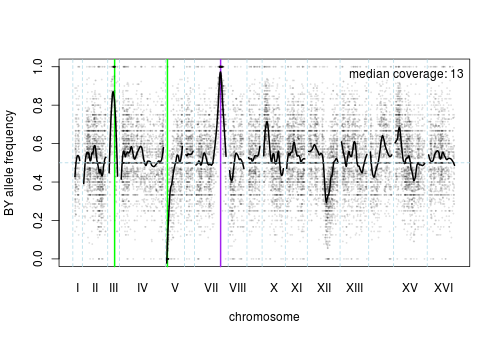 median coverage: 13
BY allele frequency
1.0
0.8
0.6
0.4
0.2
0.0
I II III IV V VII VIII X XI XII XIII XV XVI
chromosome